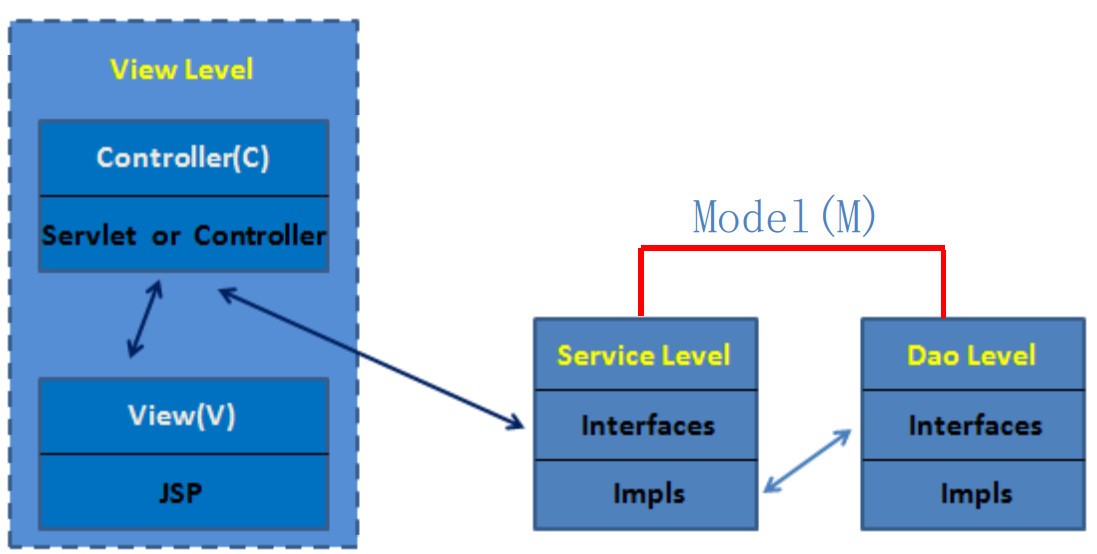 View Level
Controller(C)
Servlet or Controller
View(V)
JSP
Model(M)
Service Level
Interfaces
Impls
Dao Level
Interfaces
Impls